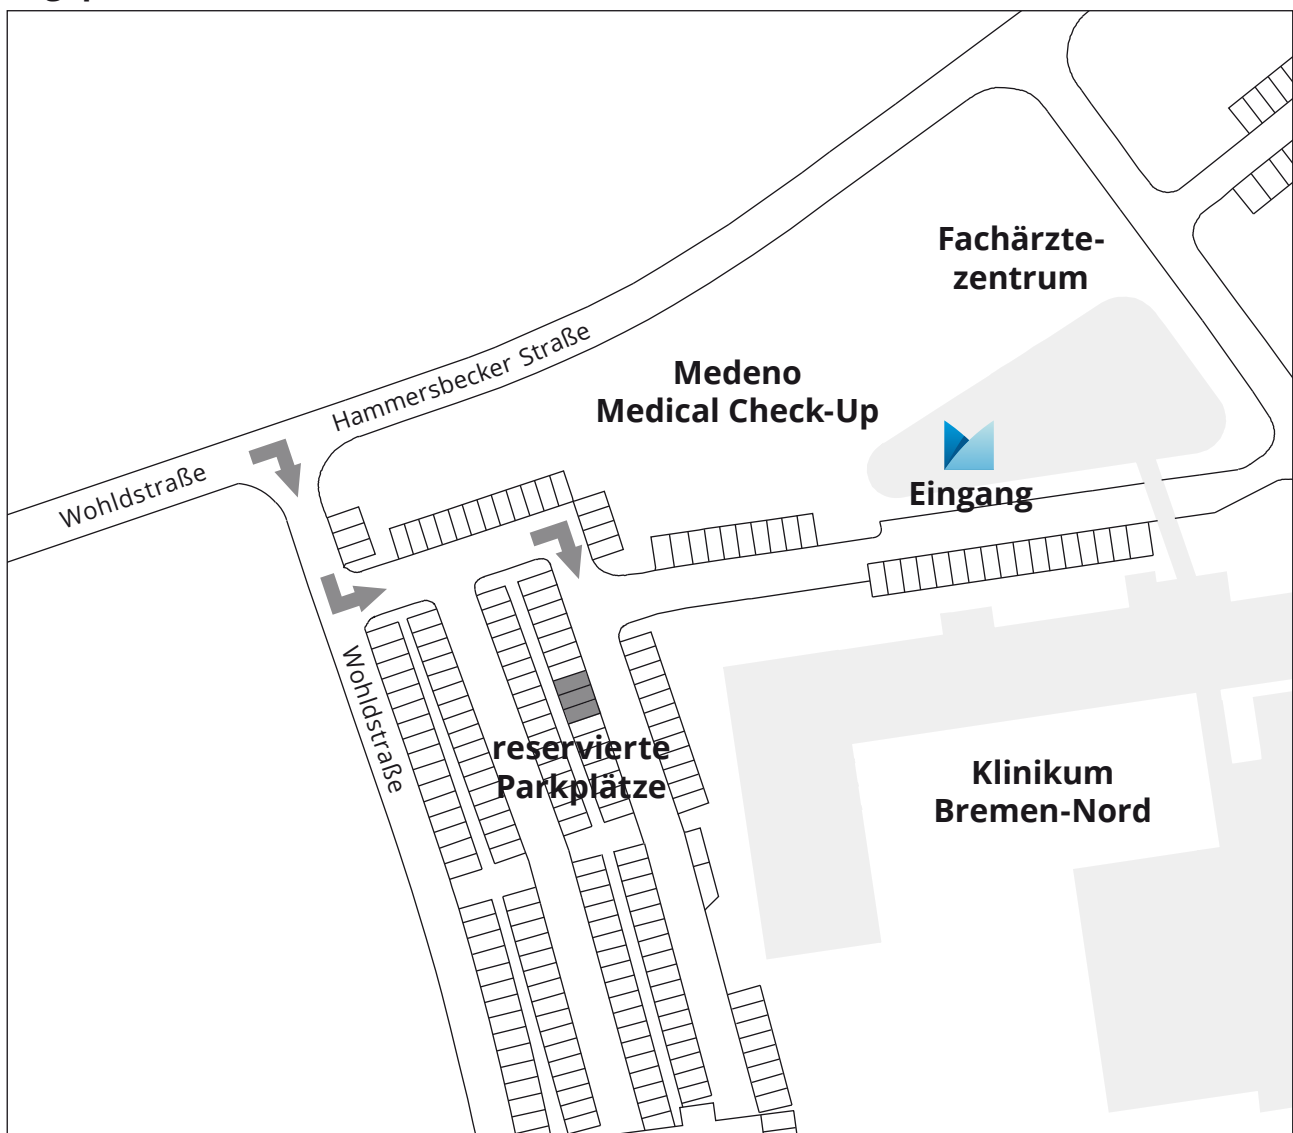 Fachärzte-
zentrum
Medeno
Medical Check-Up
Hammersbecker Straße
Wohldstraße
Eingang
Wohldstraße
reservierte
Parkplätze
Klinikum
Bremen-Nord